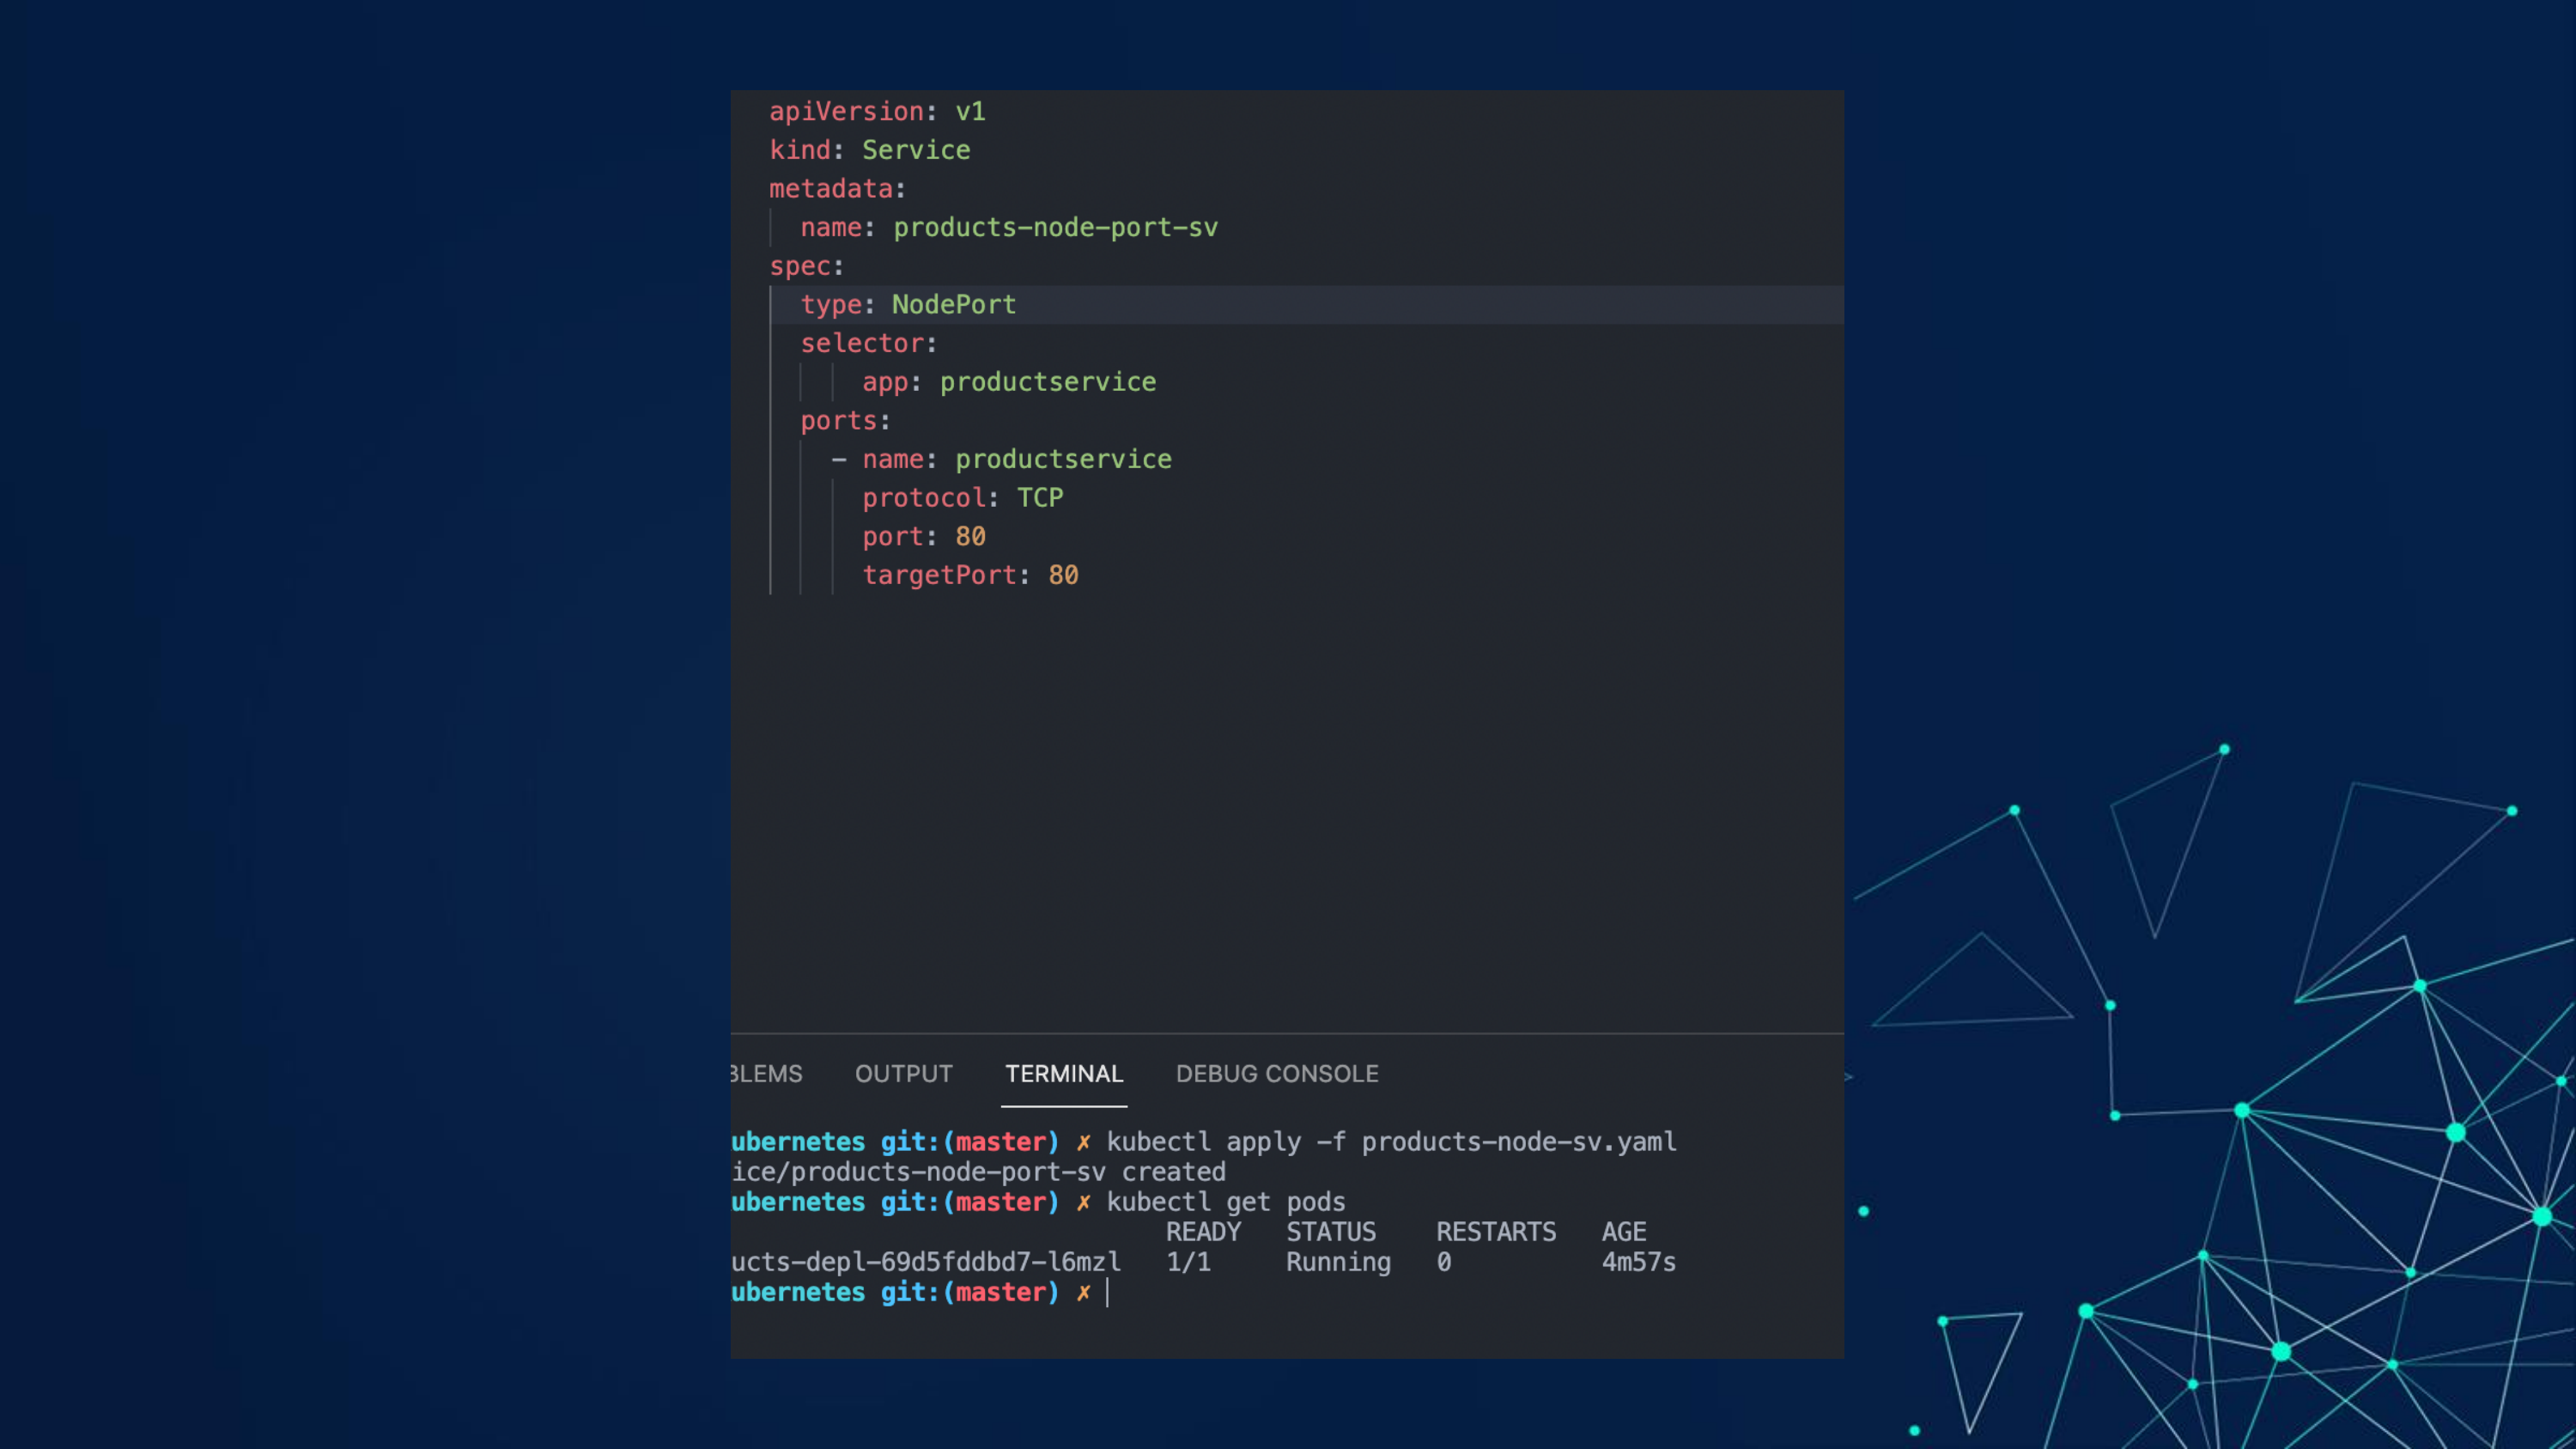 apiVersion: v1
kind: Service
metadata:
  name: products-node-port-sv
spec:
  type: NodePort
  selector:
      app: productservice
  ports:
    - name: productservice
      protocol: TCP
      port: 80
      targetPort: 80
BLEMS OUTPUT TERMINAL DEBUG CONSOLE
ubernetes git:(master) ✗ kubectl apply -f products-node-sv.yaml
ice/products-node-port-sv created
ubernetes git:(master) ✗ kubectl get pods
READY STATUS RESTARTS AGE
ucts-depl-69d5fddbd7-l6mzl 1/1 Running 0 4m57s
ubernetes git:(master) ✗